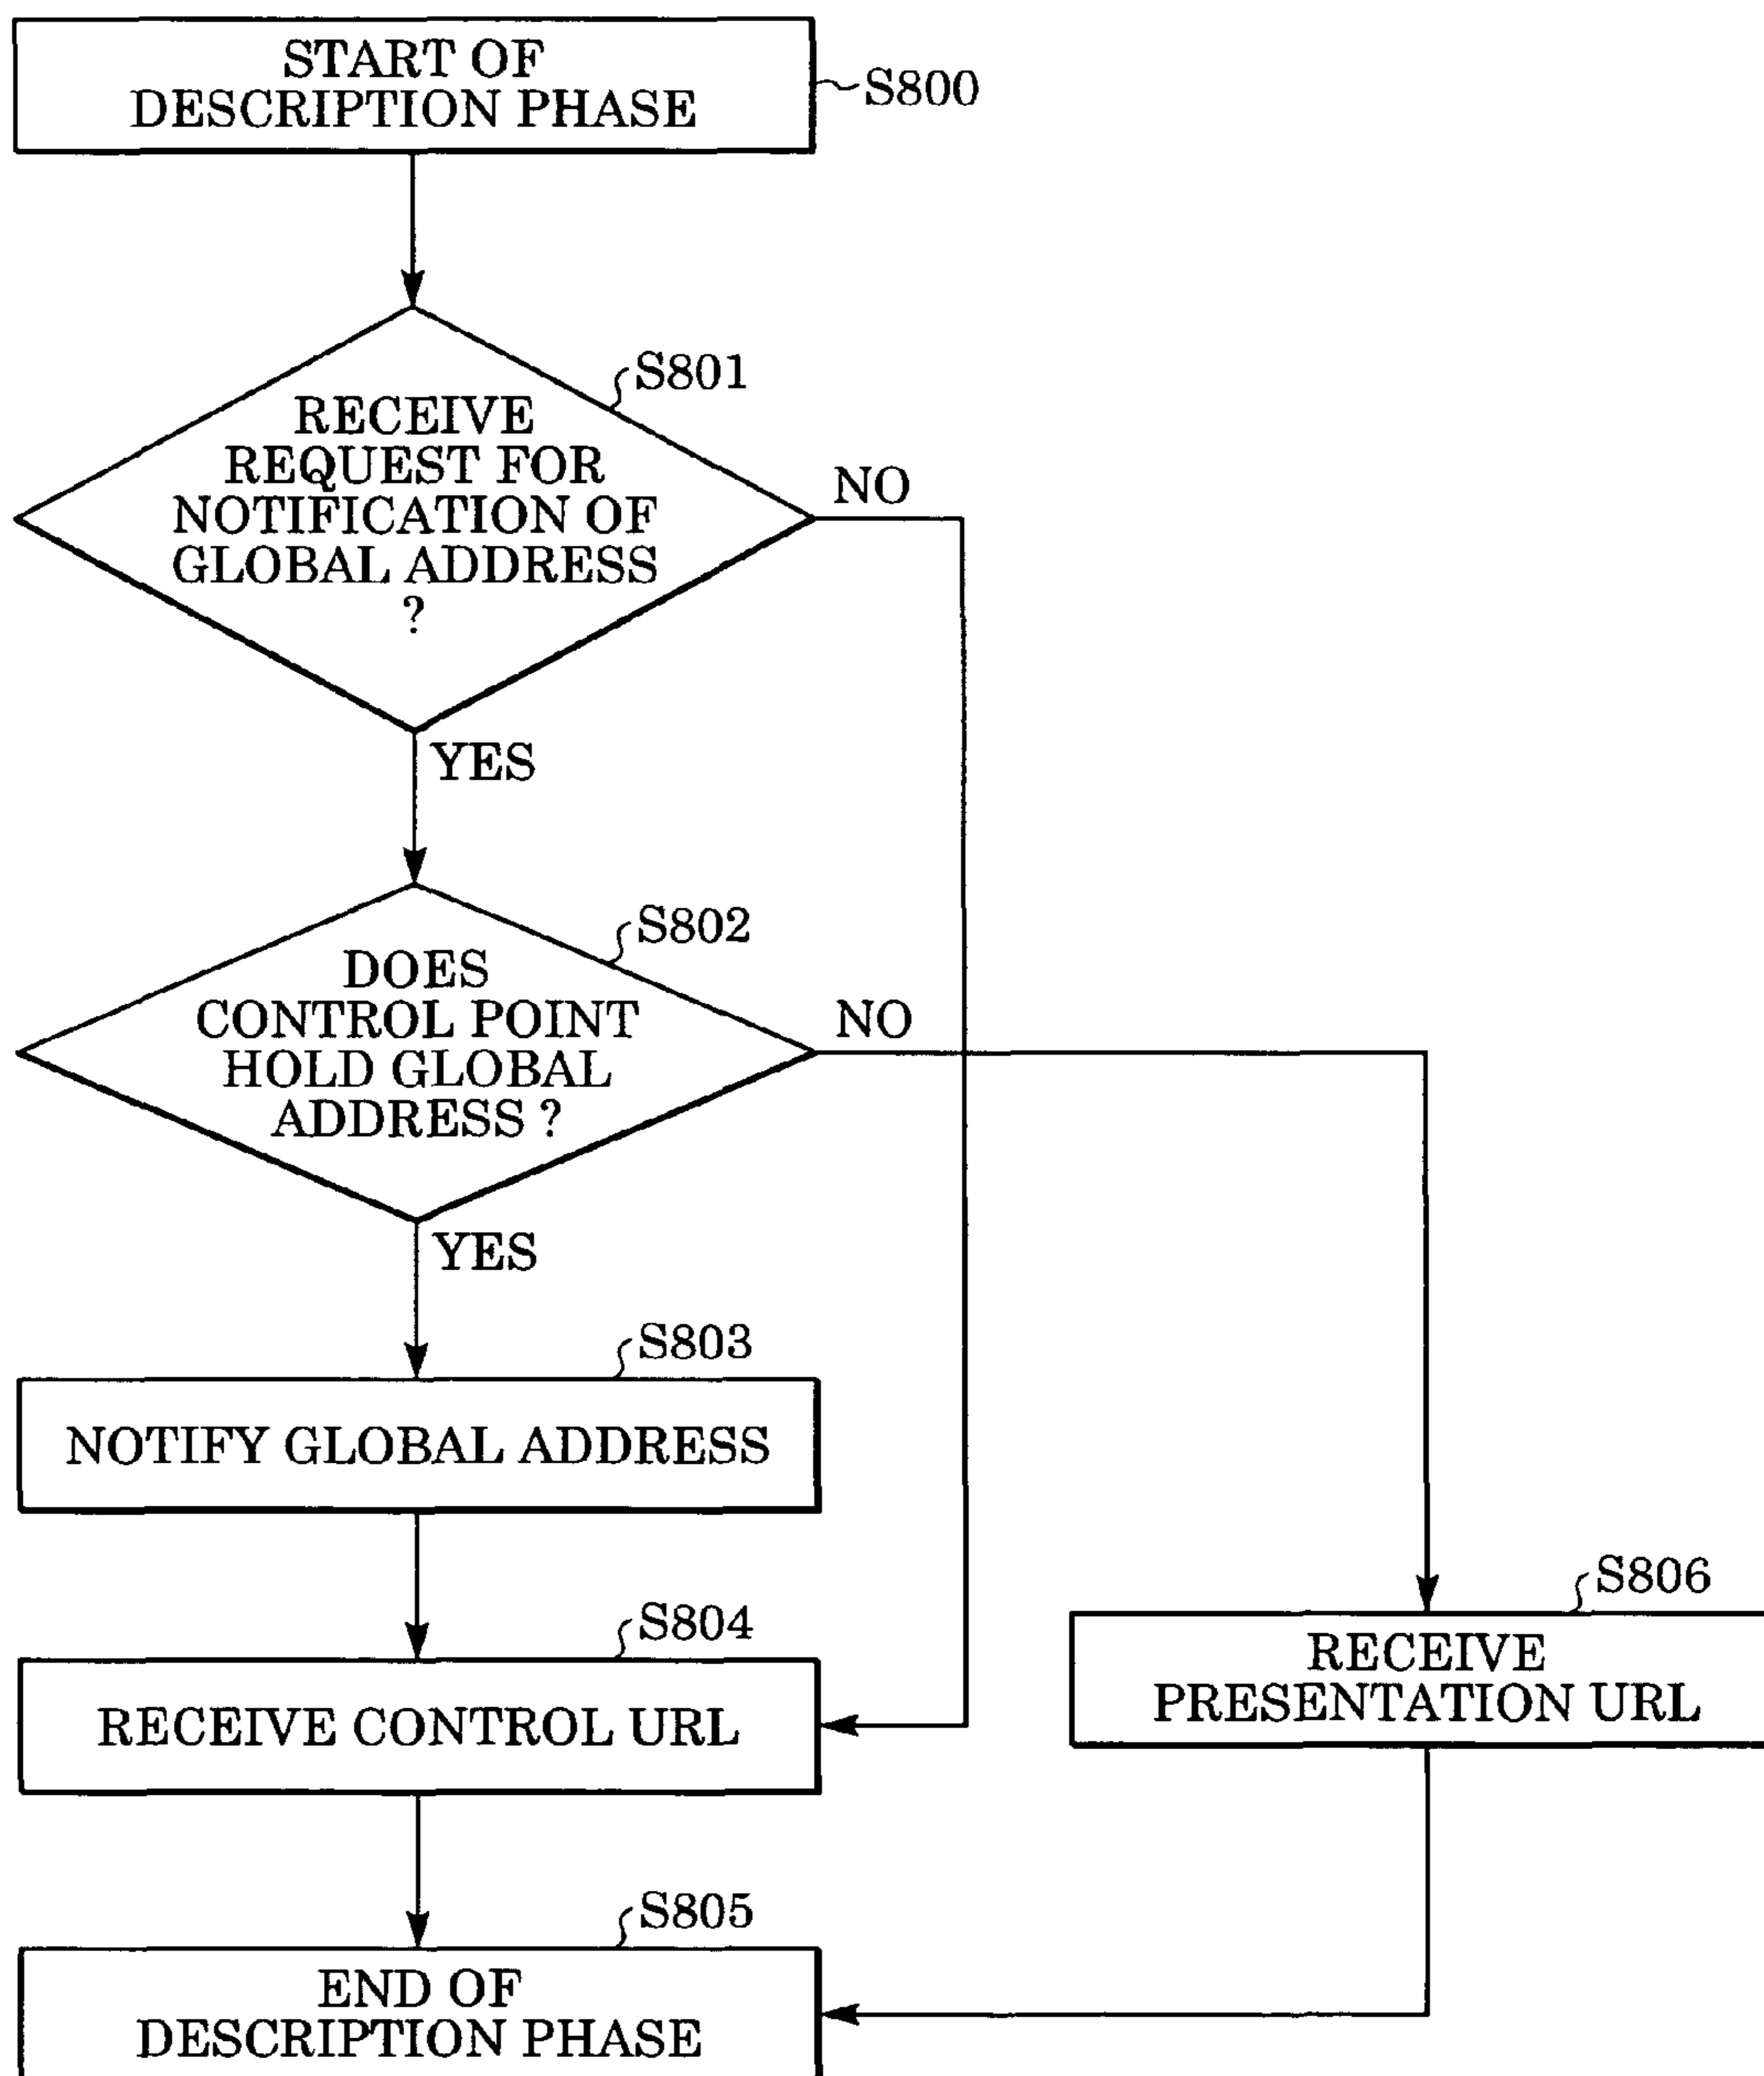 START OF
DESCRIPTION PHASE
S800
S801
RECEIVE
REQUEST FOR
NOTIFICATION OF
GLOBAL ADDRESS
?
NO
YES
S802
DOES
CONTROL POINT
HOLD GLOBAL
ADDRESS ?
NO
YES
S803
NOTIFY GLOBAL ADDRESS
S804
RECEIVE CONTROL URL
S806
RECEIVE
PRESENTATION URL
S805
END OF
DESCRIPTION PHASE